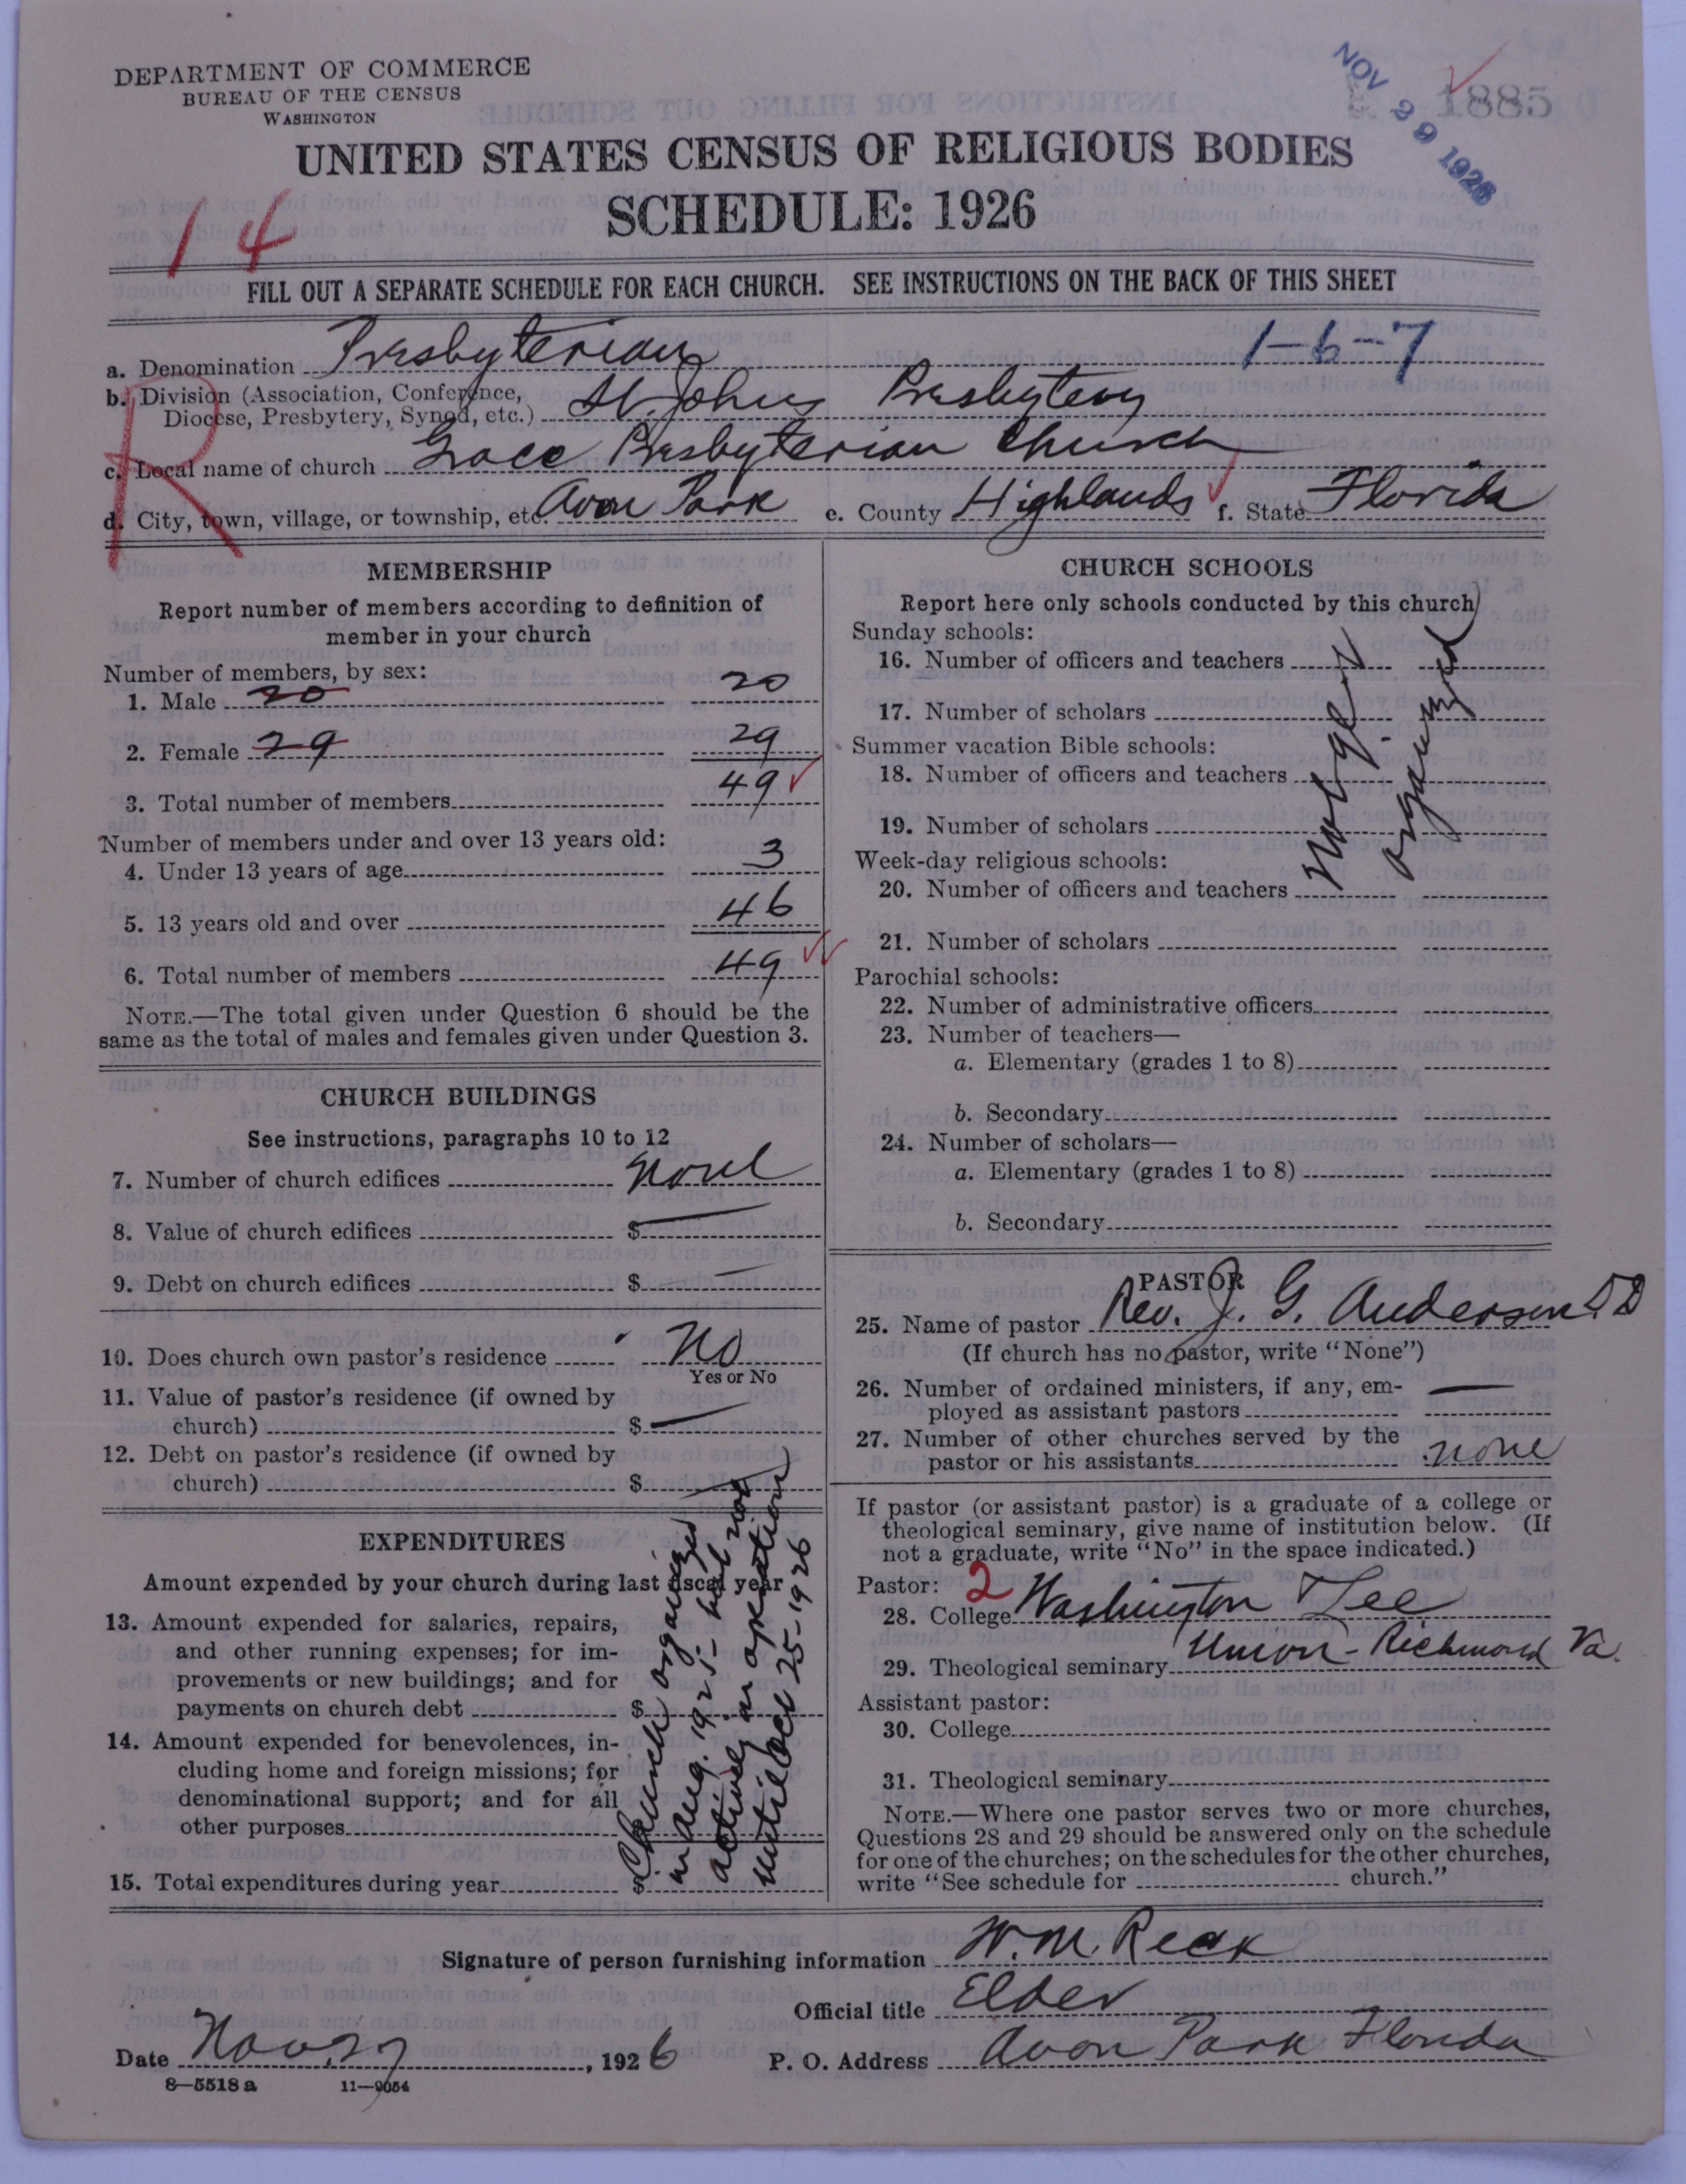 DEPARTMENT OF COMMERCE
BUREAU OF THE CENSUS
WASHINGTON
NOV 29 1926
1885
UNITED STATES CENSUS OF RELIGIOUS BODIES
SCHEDULE: 1926
14
FILL OUT A SEPARATE SCHEDULE FOR EACH CHURCH. SEE INSTRUCTIONS ON THE BACK OF THIS SHEET
a. Denomination Presbyterian 1-6-7
b. Division (Association, Conference,
Diocese, Presbytery, Synod, etc.) St. Johns Presbytery
R
c. Local name of church Grace Presbyterian Church
d. City, town, village, or township, etc. Avon Park e. County Highlands f. State Florida
MEMBERSHIP
Report number of members according to definition of
member in your church
Number of members, by sex:
1. Male 20 20
2. Female 29 29
3. Total number of members 49
Number of members under and over 13 years old:
4. Under 13 years of age 3
5. 13 years old and over 46
6. Total number of members 49
NOTE.—The total given under Question 6 should be the
same as the total of males and females given under Question 3.
CHURCH BUILDINGS
See instructions, paragraphs 10 to 12
7. Number of church edifices None
8. Value of church edifices $ —
9. Debt on church edifices $ —
10. Does church own pastor's residence No
Yes or No
11. Value of pastor's residence (if owned by
church) $ —
12. Debt on pastor's residence (if owned by
church) $ —
EXPENDITURES
Amount expended by your church during last fiscal year
13. Amount expended for salaries, repairs,
and other running expenses; for im-
provements or new buildings; and for
payments on church debt $
14. Amount expended for benevolences, in-
cluding home and foreign missions; for
denominational support; and for all
other purposes $
15. Total expenditures during year $
Church organized
in Aug. 1925- but not
actively in operation
until Oct 25-1926
CHURCH SCHOOLS
Report here only schools conducted by this church
Sunday schools:
16. Number of officers and teachers
17. Number of scholars
Summer vacation Bible schools:
18. Number of officers and teachers
19. Number of scholars
Week-day religious schools:
20. Number of officers and teachers
21. Number of scholars
Not yet
organized
Parochial schools:
22. Number of administrative officers
23. Number of teachers—
a. Elementary (grades 1 to 8)
b. Secondary
24. Number of scholars—
a. Elementary (grades 1 to 8)
b. Secondary
PASTOR
25. Name of pastor Rev. J. G. Anderson DD
(If church has no pastor, write "None")
26. Number of ordained ministers, if any, em-
ployed as assistant pastors —
27. Number of other churches served by the
pastor or his assistants none
If pastor (or assistant pastor) is a graduate of a college or
theological seminary, give name of institution below. (If
not a graduate, write "No" in the space indicated.)
Pastor: 2
28. College Washington & Lee
29. Theological seminary Union - Richmond Va.
Assistant pastor:
30. College
31. Theological seminary
NOTE.—Where one pastor serves two or more churches,
Questions 28 and 29 should be answered only on the schedule
for one of the churches; on the schedules for the other churches,
write "See schedule for church."
Signature of person furnishing information W. M. Reck
Official title Elder
Date Nov. 27, 1926 P. O. Address Avon Park Florida
8—5518 a 11—9054